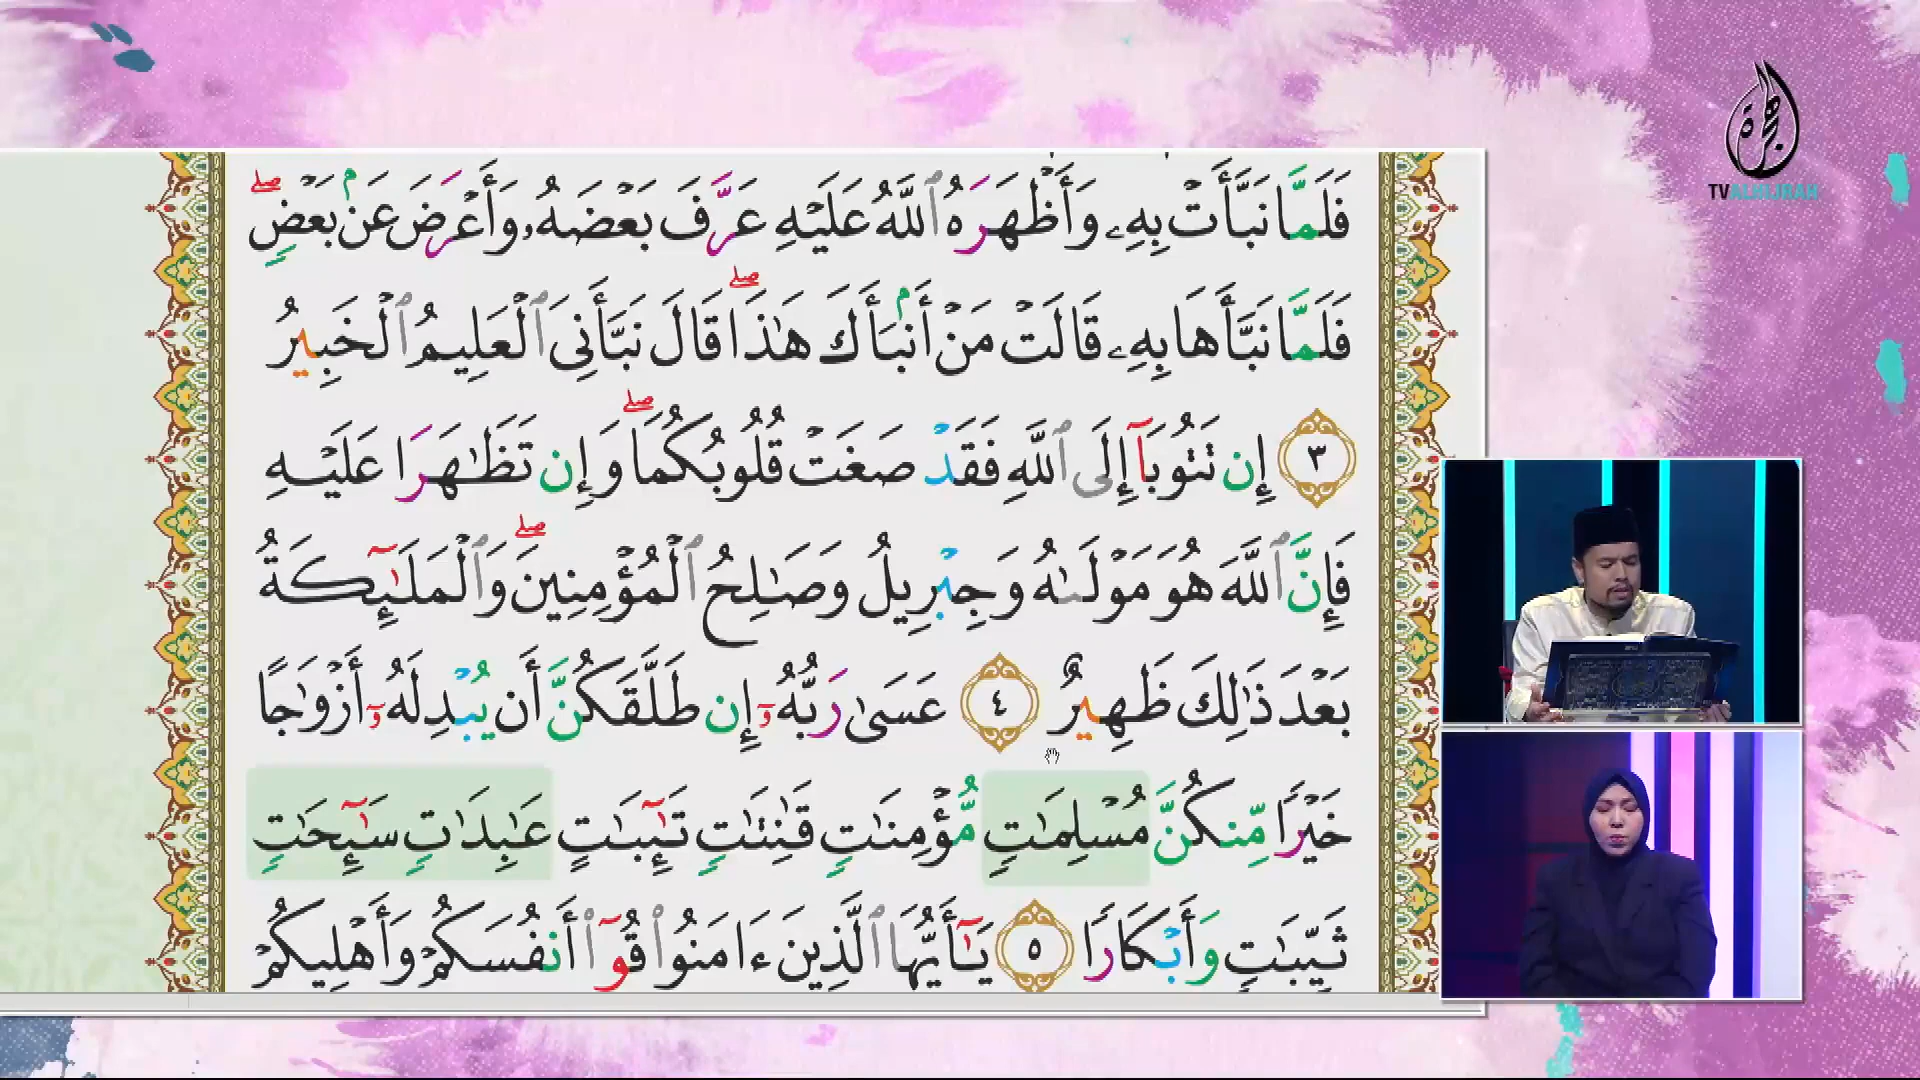 فَلَمَّا نَبَّأَتْ بِهِۦ وَأَظْهَرَهُ ٱللَّهُ عَلَيْهِ عَرَّفَ بَعْضَهُۥ وَأَعْرَضَ عَنۢ بَعْضٍۖ
فَلَمَّا نَبَّأَهَا بِهِۦ قَالَتْ مَنْ أَنۢبَأَكَ هَٰذَاۖ قَالَ نَبَّأَنِىَ ٱلْعَلِيمُ ٱلْخَبِيرُ
٣ إِن تَتُوبَآ إِلَى ٱللَّهِ فَقَدْ صَغَتْ قُلُوبُكُمَاۖ وَإِن تَظَٰهَرَا عَلَيْهِ
فَإِنَّ ٱللَّهَ هُوَ مَوْلَىٰهُ وَجِبْرِيلُ وَصَٰلِحُ ٱلْمُؤْمِنِينَۖ وَٱلْمَلَٰٓئِكَةُ
بَعْدَ ذَٰلِكَ ظَهِيرٌ ٤ عَسَىٰ رَبُّهُۥٓ إِن طَلَّقَكُنَّ أَن يُبْدِلَهُۥٓ أَزْوَٰجًا
خَيْرًا مِّنكُنَّ مُسْلِمَٰتٍ مُّؤْمِنَٰتٍ قَٰنِتَٰتٍ تَٰٓئِبَٰتٍ عَٰبِدَٰتٍ سَٰٓئِحَٰتٍ
ثَيِّبَٰتٍ وَأَبْكَارًا ٥ يَٰٓأَيُّهَا ٱلَّذِينَ ءَامَنُوا۟ قُوٓا۟ أَنفُسَكُمْ وَأَهْلِيكُمْ
الهجرة
TVALHIJRAH